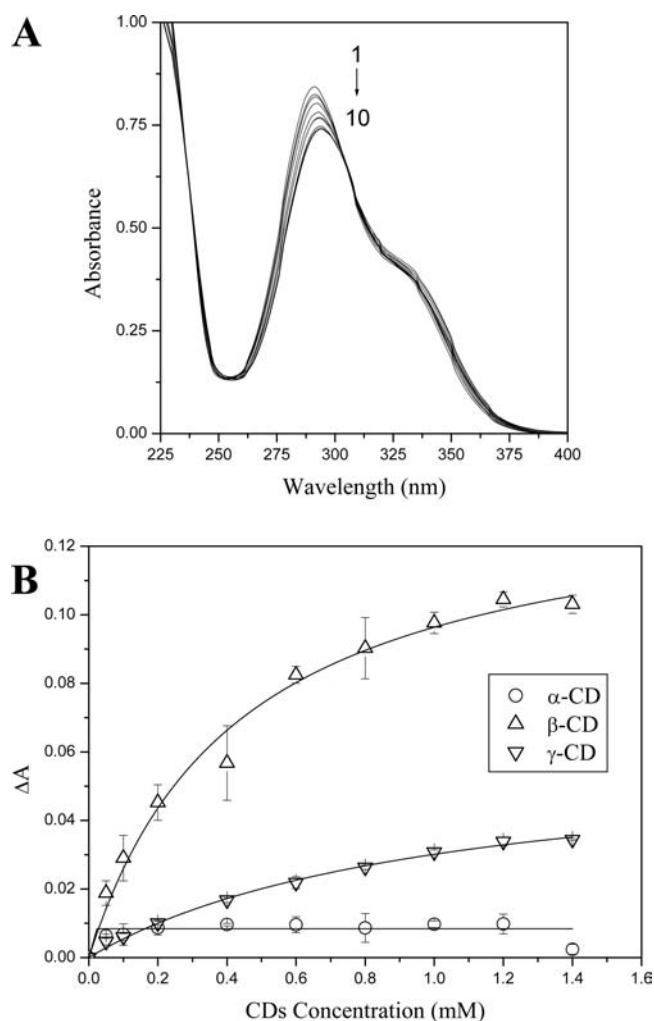 A
1.00
0.75
0.50
0.25
0.00
Absorbance
1
10
225 250 275 300 325 350 375 400
Wavelength (nm)
B
0.12
0.10
0.08
0.06
0.04
0.02
0.00
ΔA
α-CD
β-CD
γ-CD
0.0 0.2 0.4 0.6 0.8 1.0 1.2 1.4 1.6
CDs Concentration (mM)